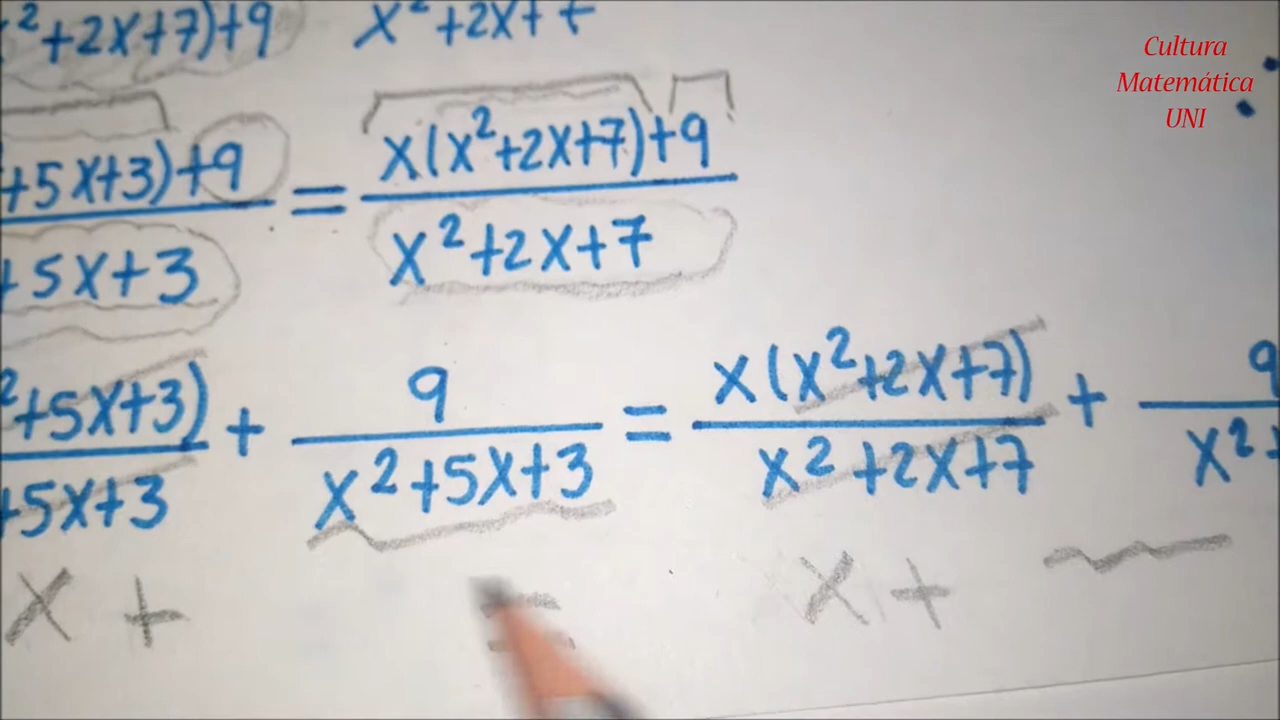 ²+2x+7)+9 x²+2x+7
Cultura
Matemática
UNI
+5x+3)+9 = x(x²+2x+7)+9
+5x+3 x²+2x+7
²+5x+3) + 9 = x(x²+2x+7) + 9
+5x+3 x²+5x+3 x²+2x+7 x²+
x + = x +